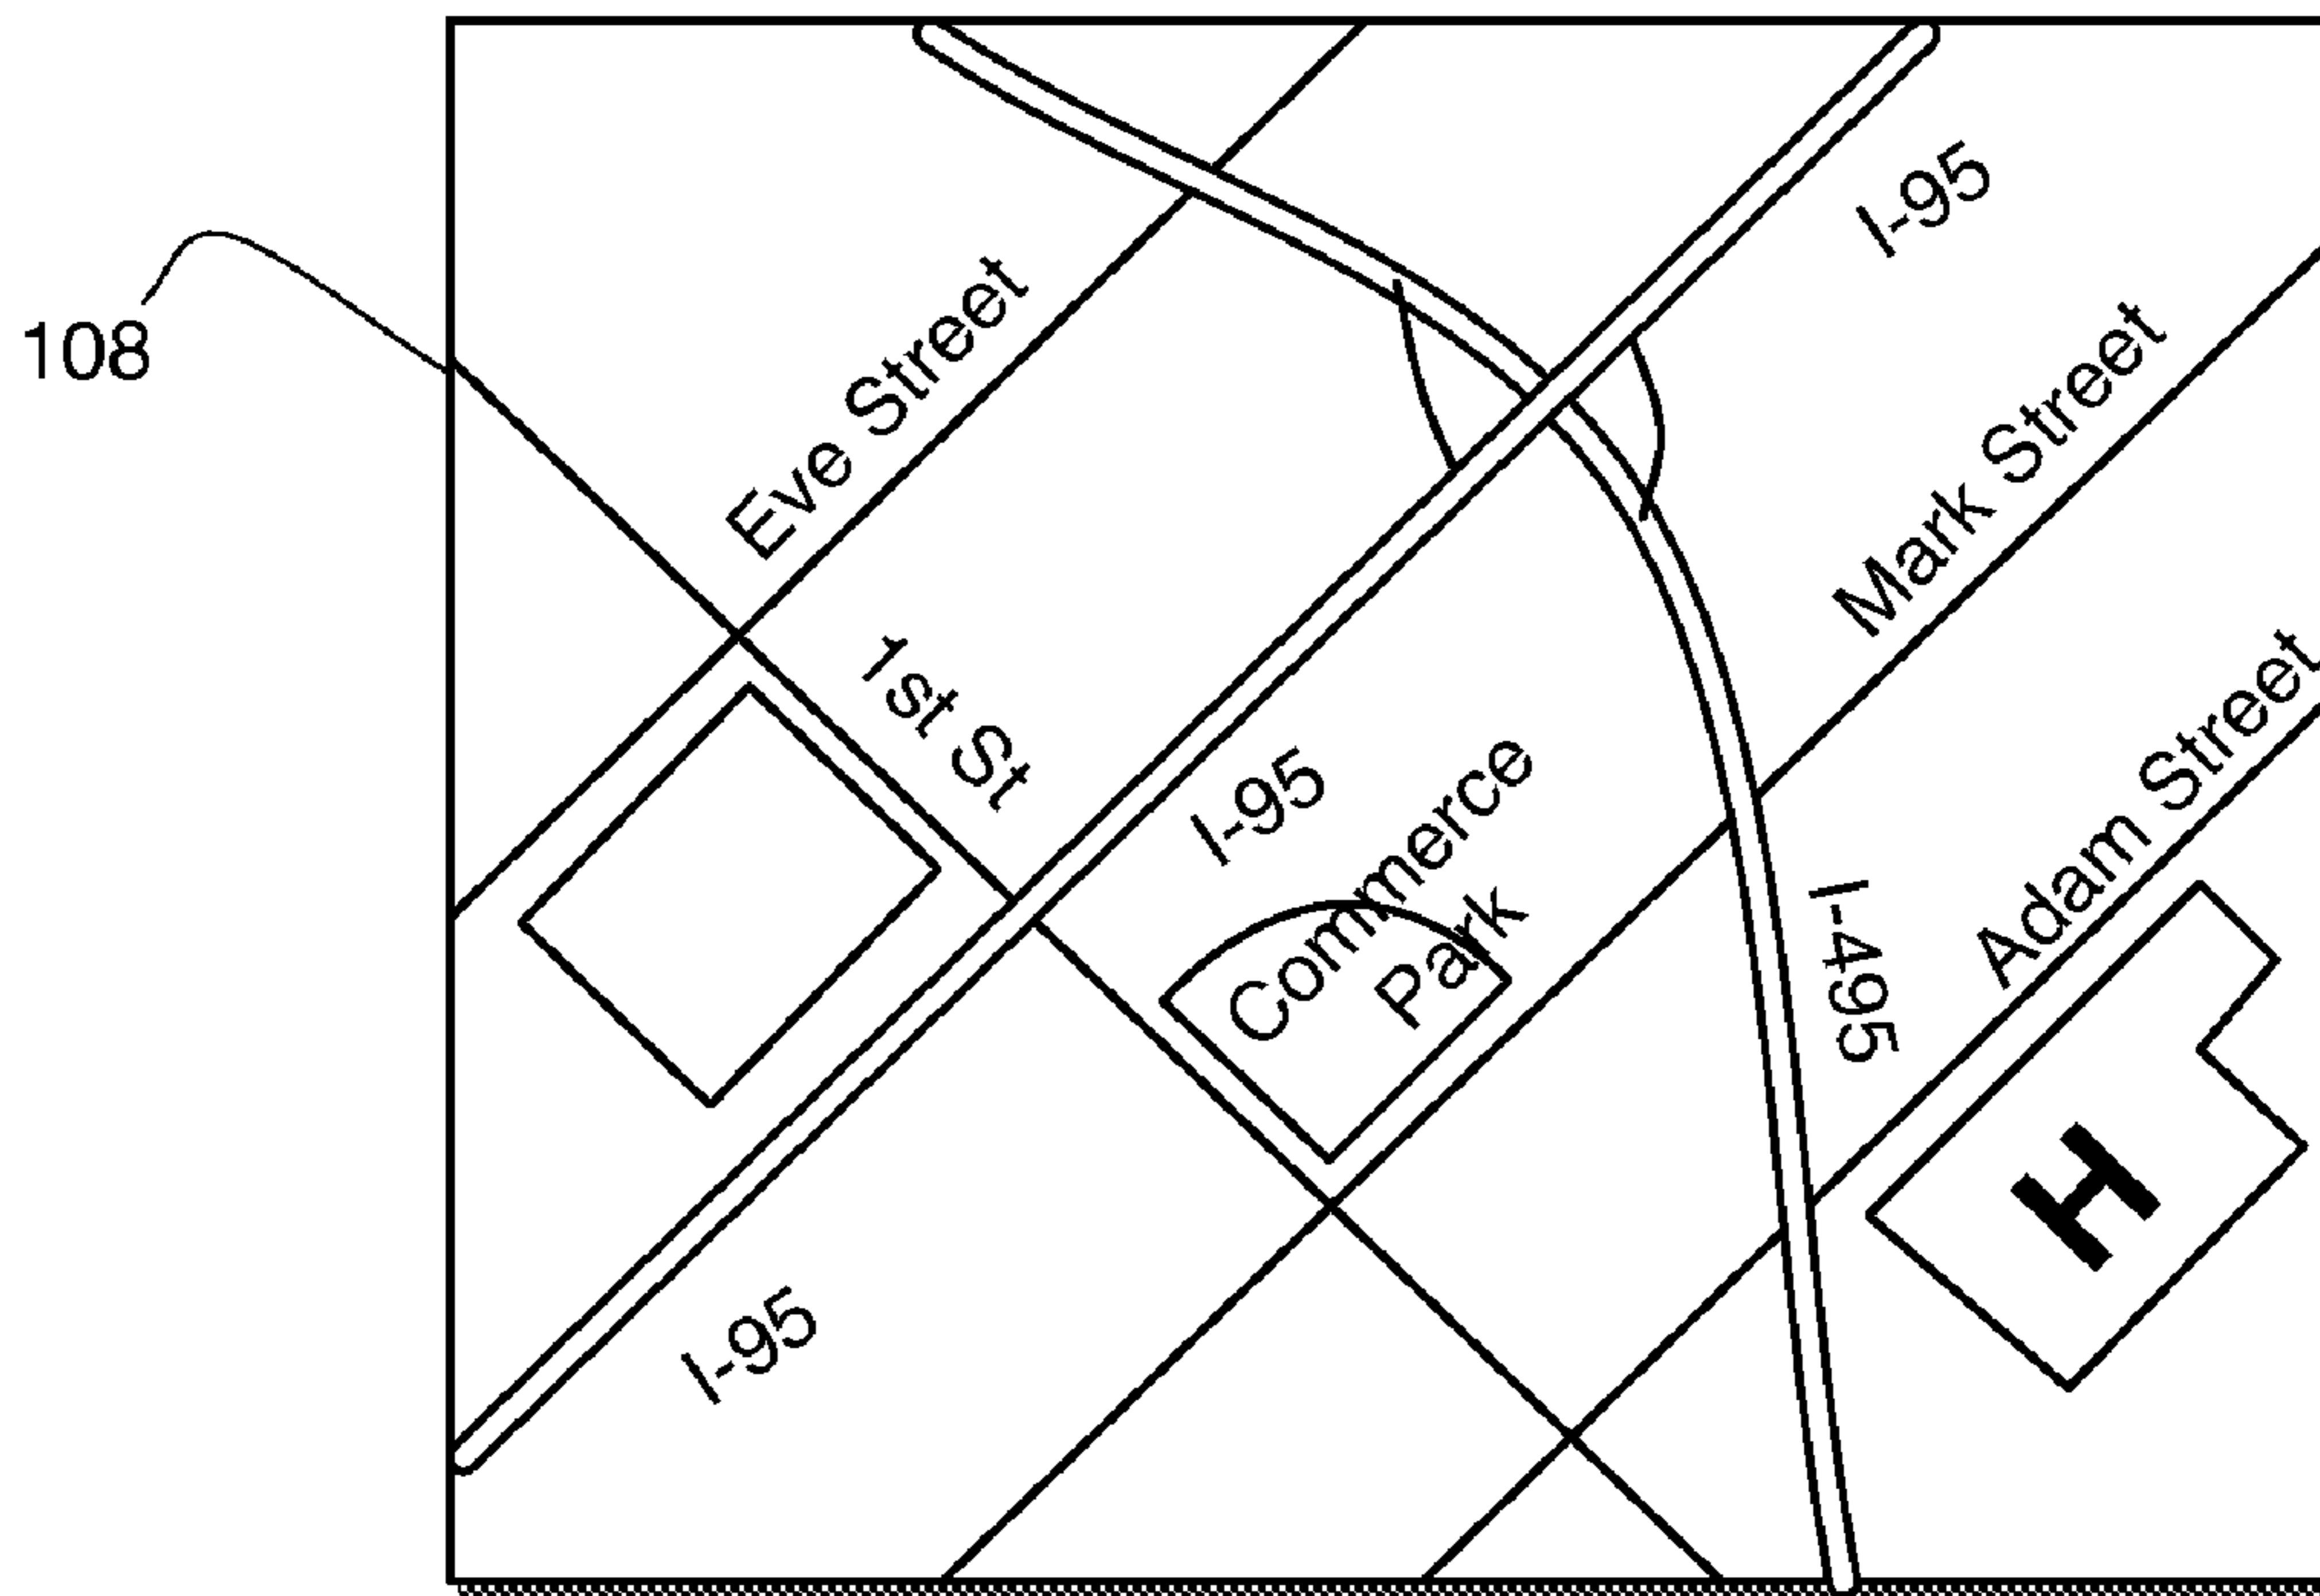 I-95
108
Eve Street
Mark Street
1st St
I-95
Commerce
Park
Adam Street
I-495
H
I-95